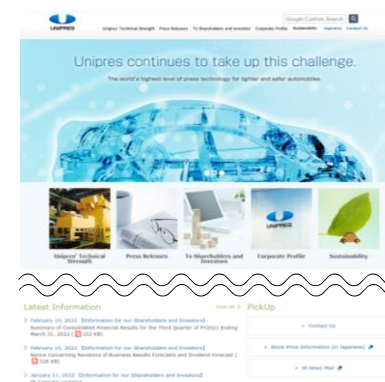 Google Custom Search
UNIPRES
Unipres Technical Strength Press Releases To Shareholders and Investors Corporate Profile Sustainability Japanese Contact Us
Unipres continues to take up this challenge.
The world's highest level of press technology for lighter and safer automobiles.
UNIPRES
Unipres' Technical Strength
Press Releases
To Shareholders and Investors
Corporate Profile
Sustainability
Latest Information
View all >
PickUp
> February 10, 2022 [Information for our Shareholders and Investors]
Summary of Consolidated Financial Results for the Third Quarter of FY2021 Ending
March 31, 2022 (
252 KB)
> February 10, 2022 [Information for our Shareholders and Investors]
Notice Concerning Revisions of Business Results Forecasts and Dividend Forecast (
328 KB)
> January 11, 2022 [Information for our Shareholders and Investors]
Contact Us
Stock Price Information (in Japanese)
IR News Mail